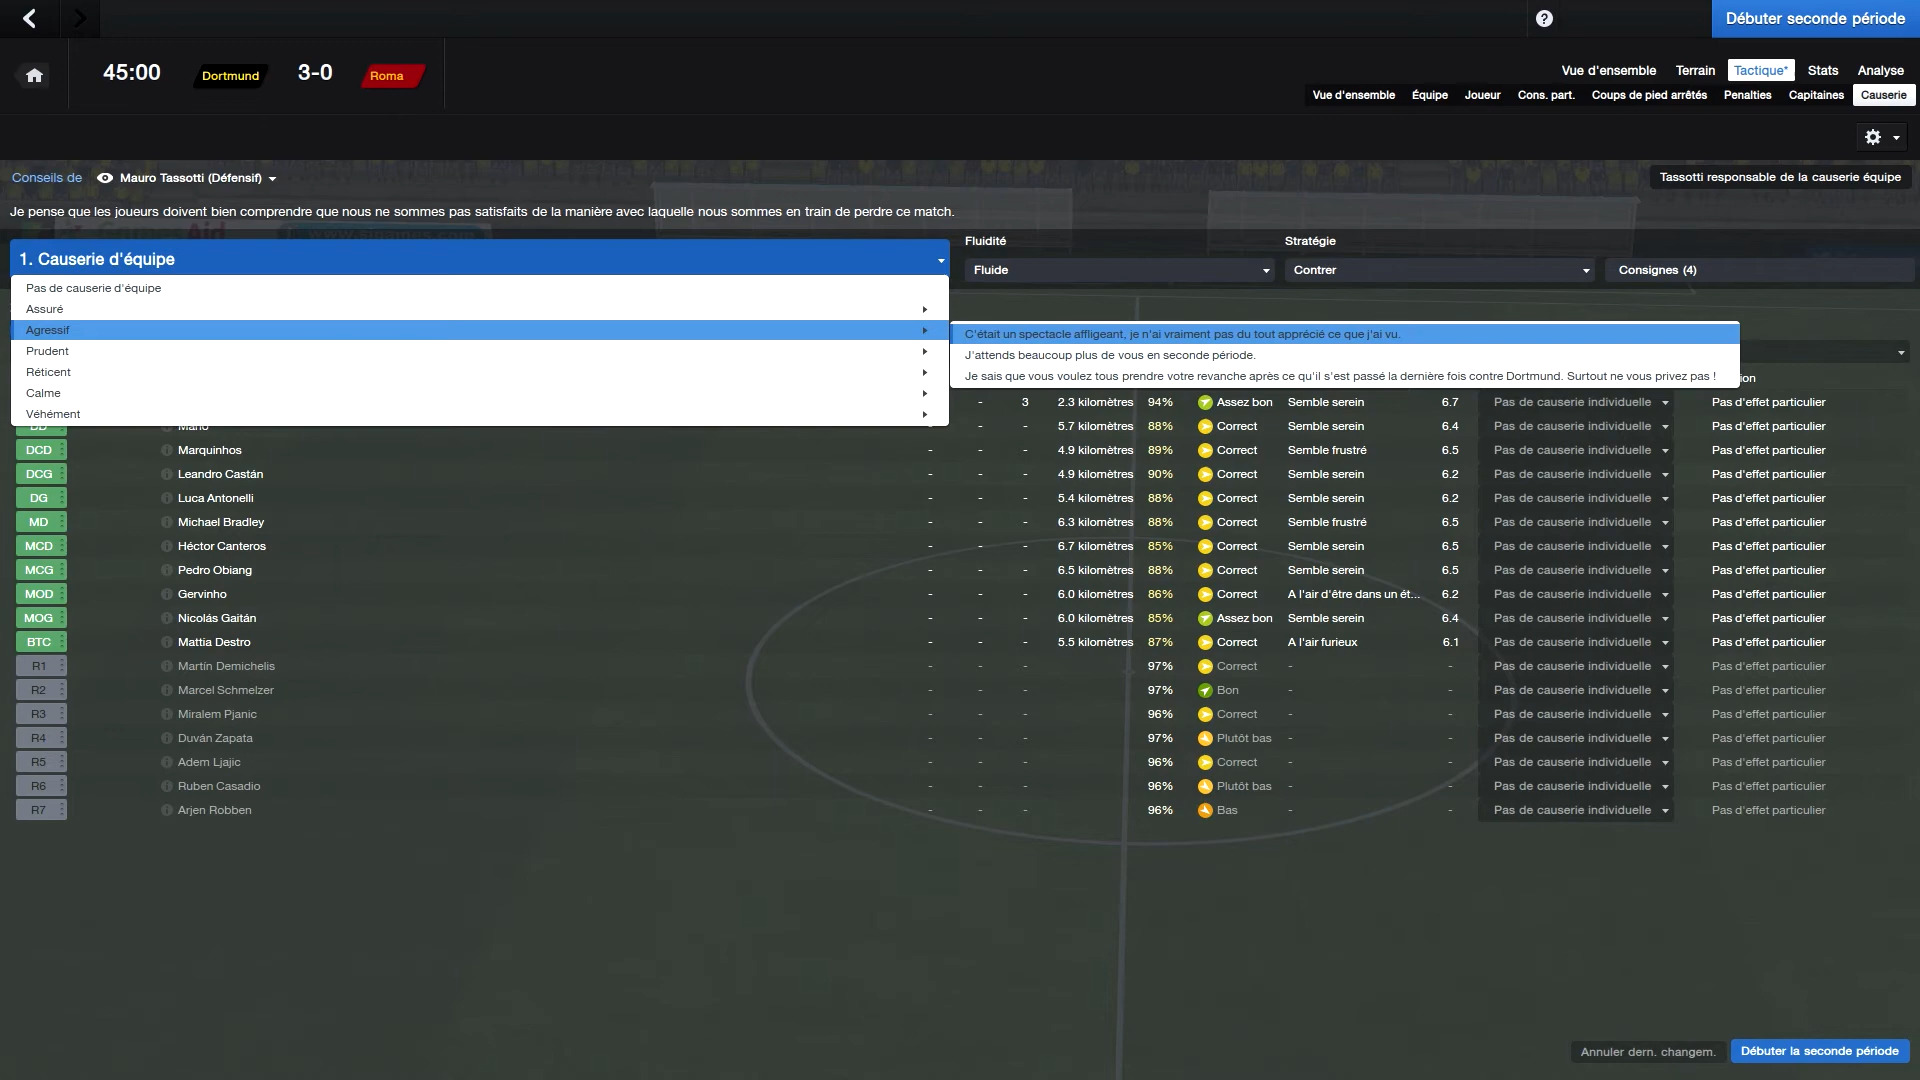 Débuter seconde période
45:00 Dortmund 3-0 Roma
Vue d'ensemble Terrain Tactique* Stats Analyse
Vue d'ensemble Équipe Joueur Cons. part. Coups de pied arrêtés Penalties Capitaines Causerie
Conseils de Mauro Tassotti (Défensif)
Tassotti responsable de la causerie équipe
Je pense que les joueurs doivent bien comprendre que nous ne sommes pas satisfaits de la manière avec laquelle nous sommes en train de perdre ce match.
Fluidité Stratégie
1. Causerie d'équipe
Fluide Contrer Consignes (4)
Pas de causerie d'équipe
Assuré
Agressif
Prudent
Réticent
Calme
Véhément
C'était un spectacle affligeant, je n'ai vraiment pas du tout apprécié ce que j'ai vu.
J'attends beaucoup plus de vous en seconde période.
Je sais que vous voulez tous prendre votre revanche après ce qu'il s'est passé la dernière fois contre Dortmund. Surtout ne vous privez pas !
- 3 2.3 kilomètres 94% Assez bon Semble serein 6.7 Pas de causerie individuelle Pas d'effet particulier
- - - 5.7 kilomètres 88% Correct Semble serein 6.4 Pas de causerie individuelle Pas d'effet particulier
DCD Marquinhos - - - 4.9 kilomètres 89% Correct Semble frustré 6.5 Pas de causerie individuelle Pas d'effet particulier
DCG Leandro Castán - - - 4.9 kilomètres 90% Correct Semble serein 6.2 Pas de causerie individuelle Pas d'effet particulier
DG Luca Antonelli - - - 5.4 kilomètres 88% Correct Semble serein 6.2 Pas de causerie individuelle Pas d'effet particulier
MD Michael Bradley - - - 6.3 kilomètres 88% Correct Semble frustré 6.5 Pas de causerie individuelle Pas d'effet particulier
MCD Héctor Canteros - - - 6.7 kilomètres 85% Correct Semble serein 6.5 Pas de causerie individuelle Pas d'effet particulier
MCG Pedro Obiang - - - 6.5 kilomètres 88% Correct Semble serein 6.5 Pas de causerie individuelle Pas d'effet particulier
MOD Gervinho - - - 6.0 kilomètres 86% Correct A l'air d'être dans un ét... 6.2 Pas de causerie individuelle Pas d'effet particulier
MOG Nicolás Gaitán - - - 6.0 kilomètres 85% Assez bon Semble serein 6.4 Pas de causerie individuelle Pas d'effet particulier
BTC Mattia Destro - - - 5.5 kilomètres 87% Correct A l'air furieux 6.1 Pas de causerie individuelle Pas d'effet particulier
R1 Martín Demichelis - - - 97% Correct - - Pas de causerie individuelle Pas d'effet particulier
R2 Marcel Schmelzer - - - 97% Bon - - Pas de causerie individuelle Pas d'effet particulier
R3 Miralem Pjanic - - - 96% Correct - - Pas de causerie individuelle Pas d'effet particulier
R4 Duván Zapata - - - 97% Plutôt bas - - Pas de causerie individuelle Pas d'effet particulier
R5 Adem Ljajic - - - 96% Correct - - Pas de causerie individuelle Pas d'effet particulier
R6 Ruben Casadio - - - 96% Plutôt bas - - Pas de causerie individuelle Pas d'effet particulier
R7 Arjen Robben - - - 96% Bas - - Pas de causerie individuelle Pas d'effet particulier
Annuler dern. changem. Débuter la seconde période